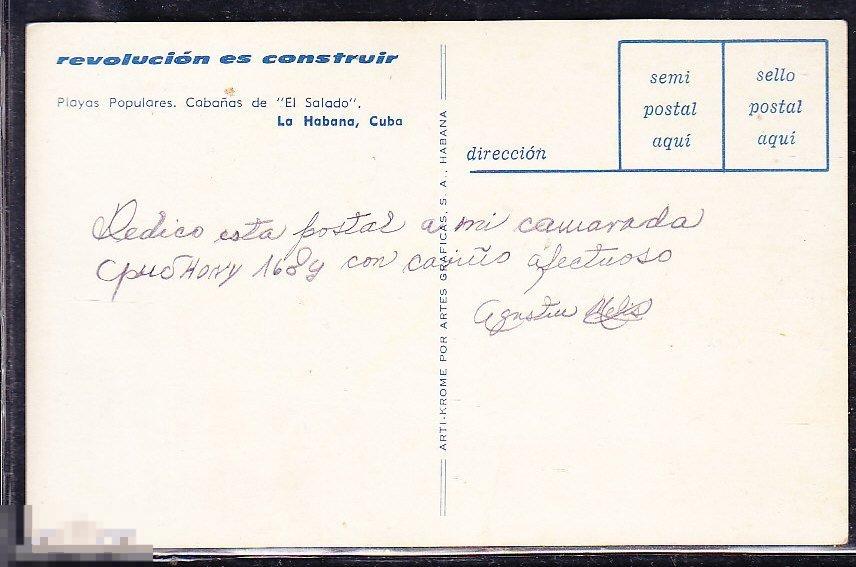 revolución es construir
Playas Populares. Cabañas de "El Salado".
La Habana, Cuba
semi
postal
aquí
sello
postal
aquí
dirección
Dedico esta postal a mi camarada
con cariño afectuoso
Agustin
ARTI-KROME POR ARTES GRAFICAS, S. A., HABANA